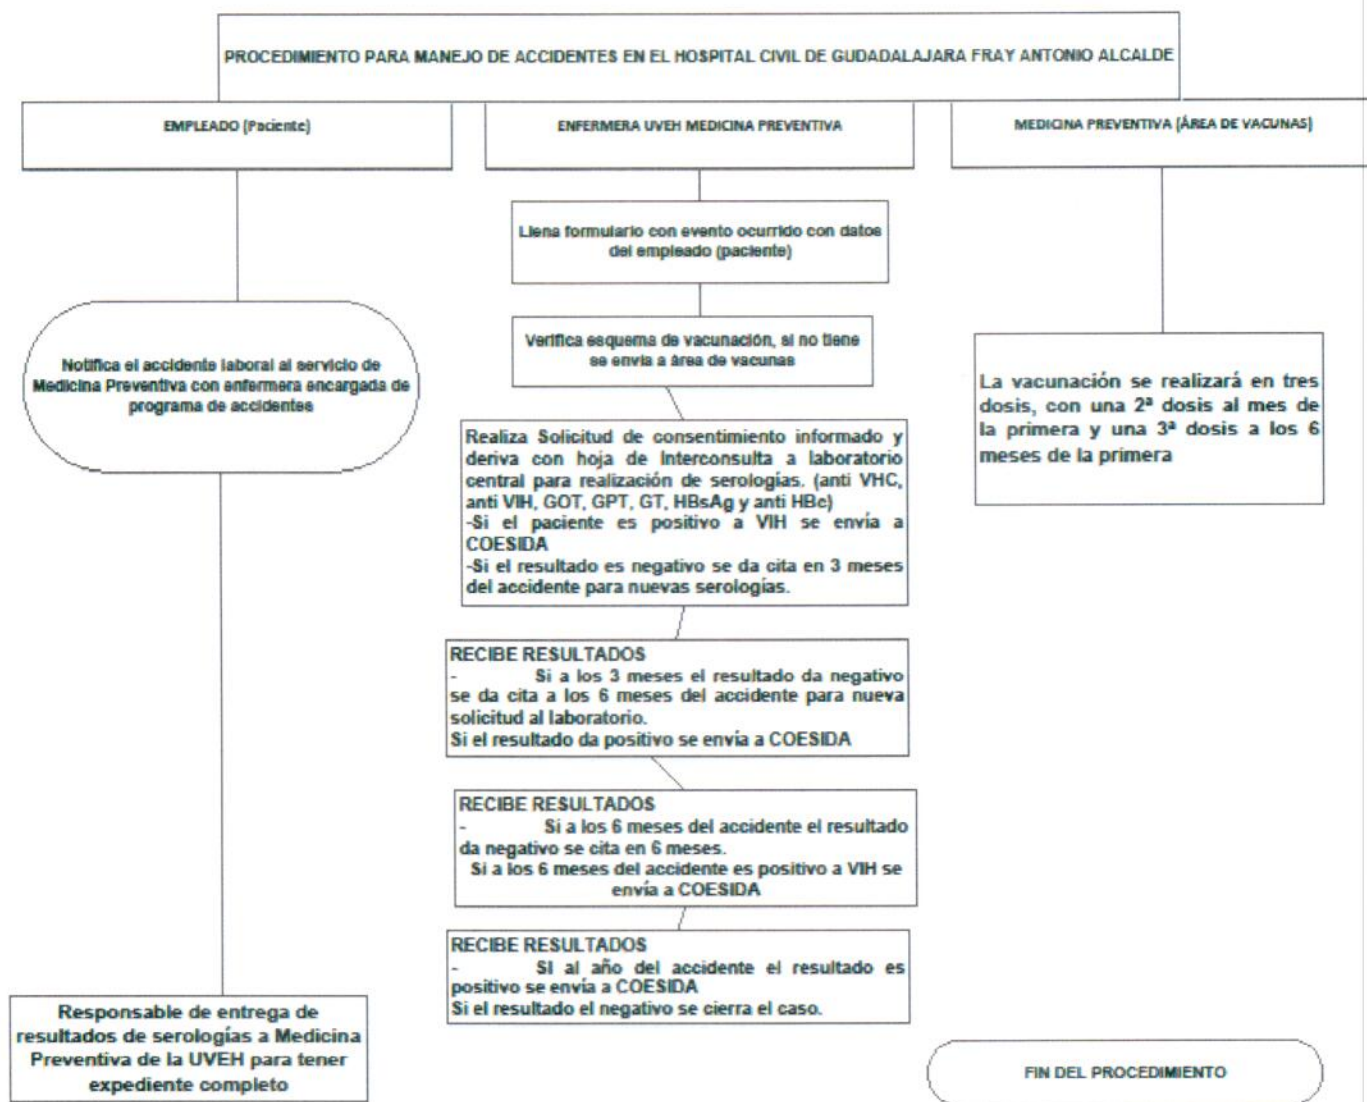 PROCEDIMIENTO PARA MANEJO DE ACCIDENTES EN EL HOSPITAL CIVIL DE GUDADALAJARA FRAY ANTONIO ALCALDE
EMPLEADO (Paciente)
ENFERMERA UVEH MEDICINA PREVENTIVA
MEDICINA PREVENTIVA (ÁREA DE VACUNAS)
Notifica el accidente laboral al servicio de
Medicina Preventiva con enfermera encargada de
programa de accidentes
Responsable de entrega de
resultados de serologías a Medicina
Preventiva de la UVEH para tener
expediente completo
Llena formulario con evento ocurrido con datos
del empleado (paciente)
Verifica esquema de vacunación, si no tiene
se envia a área de vacunas
Realiza Solicitud de consentimiento informado y
deriva con hoja de Interconsulta a laboratorio
central para realización de serologías. (anti VHC,
anti VIH, GOT, GPT, GT, HBsAg y anti HBc)
-Si el paciente es positivo a VIH se envía a
COESIDA
-Si el resultado es negativo se da cita en 3 meses
del accidente para nuevas serologías.
RECIBE RESULTADOS
- Si a los 3 meses el resultado da negativo
se da cita a los 6 meses del accidente para nueva
solicitud al laboratorio.
Si el resultado da positivo se envía a COESIDA
RECIBE RESULTADOS
- Si a los 6 meses del accidente el resultado
da negativo se cita en 6 meses.
Si a los 6 meses del accidente es positivo a VIH se
envía a COESIDA
RECIBE RESULTADOS
- SI al año del accidente el resultado es
positivo se envía a COESIDA
Si el resultado el negativo se cierra el caso.
La vacunación se realizará en tres
dosis, con una 2ª dosis al mes de
la primera y una 3ª dosis a los 6
meses de la primera
FIN DEL PROCEDIMIENTO